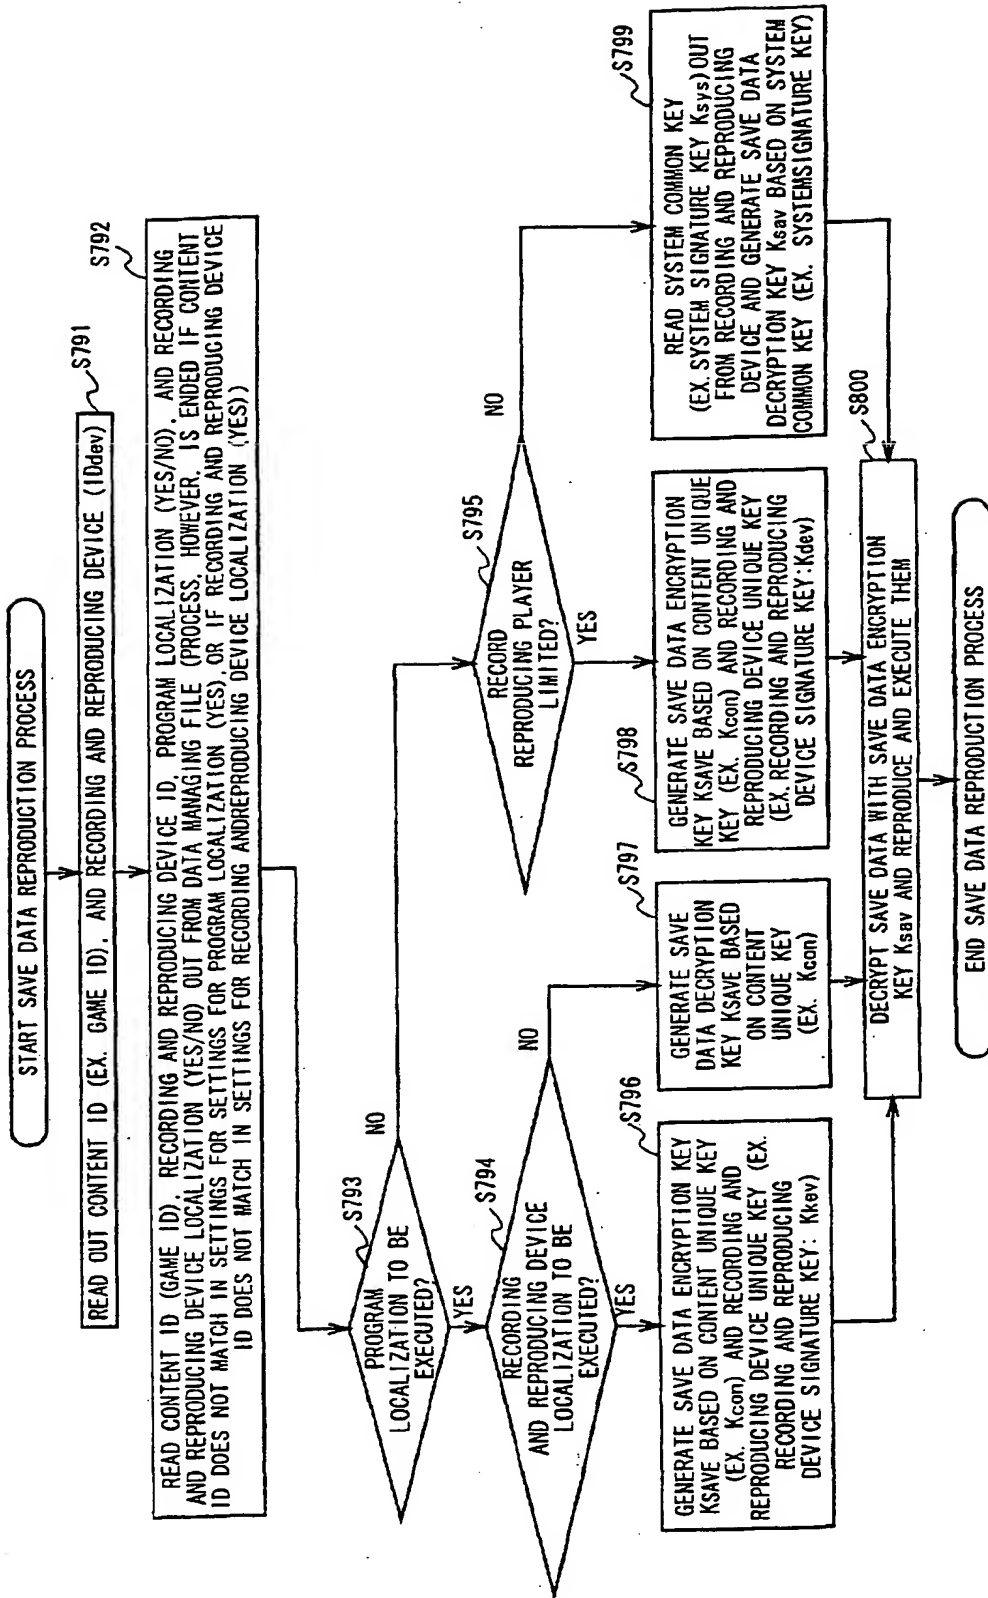 START SAVE DATA REPRODUCTION PROCESS
READ OUT CONTENT ID (EX. GAME ID), AND RECORDING AND REPRODUCING DEVICE (IDdev)
S791
READ CONTENT ID (GAME ID), RECORDING AND REPRODUCING DEVICE ID, PROGRAM LOCALIZATION (YES/NO), AND RECORDING
AND REPRODUCING DEVICE LOCALIZATION (YES/NO) OUT FROM DATA MANAGING FILE (PROCESS, HOWEVER, IS ENDED IF CONTENT
ID DOES NOT MATCH IN SETTINGS FOR SETTINGS FOR PROGRAM LOCALIZATION (YES), OR IF RECORDING AND REPRODUCING DEVICE
ID DOES NOT MATCH IN SETTINGS FOR RECORDING ANDREPRODUCING DEVICE LOCALIZATION (YES))
S792
PROGRAM
LOCALIZATION TO BE
EXECUTED?
S793
NO
YES
RECORDING
AND REPRODUCING DEVICE
LOCALIZATION TO BE
EXECUTED?
S794
NO
YES
RECORD
REPRODUCING PLAYER
LIMITED?
S795
NO
YES
GENERATE SAVE DATA ENCRYPTION KEY
KSAVE BASED ON CONTENT UNIQUE KEY
(EX. Kcon) AND RECORDING AND
REPRODUCING DEVICE UNIQUE KEY (EX.
RECORDING AND REPRODUCING
DEVICE SIGNATURE KEY: Kkev)
S796
GENERATE SAVE
DATA DECRYPTION
KEY KSAVE BASED
ON CONTENT
UNIQUE KEY
(EX. Kcon)
S797
GENERATE SAVE DATA ENCRYPTION
KEY KSAVE BASED ON CONTENT UNIQUE
KEY (EX. Kcon) AND RECORDING AND
REPRODUCING DEVICE UNIQUE KEY
(EX.RECORDING AND REPRODUCING
DEVICE SIGNATURE KEY:Kdev)
S798
READ SYSTEM COMMON KEY
(EX.SYSTEM SIGNATURE KEY Ksys)OUT
FROM RECORDING AND REPRODUCING
DEVICE AND GENERATE SAVE DATA
DECRYPTION KEY Ksav BASED ON SYSTEM
COMMON KEY (EX. SYSTEMSIGNATURE KEY)
S799
DECRYPT SAVE DATA WITH SAVE DATA ENCRYPTION
KEY Ksav AND REPRODUCE AND EXECUTE THEM
S800
END SAVE DATA REPRODUCTION PROCESS